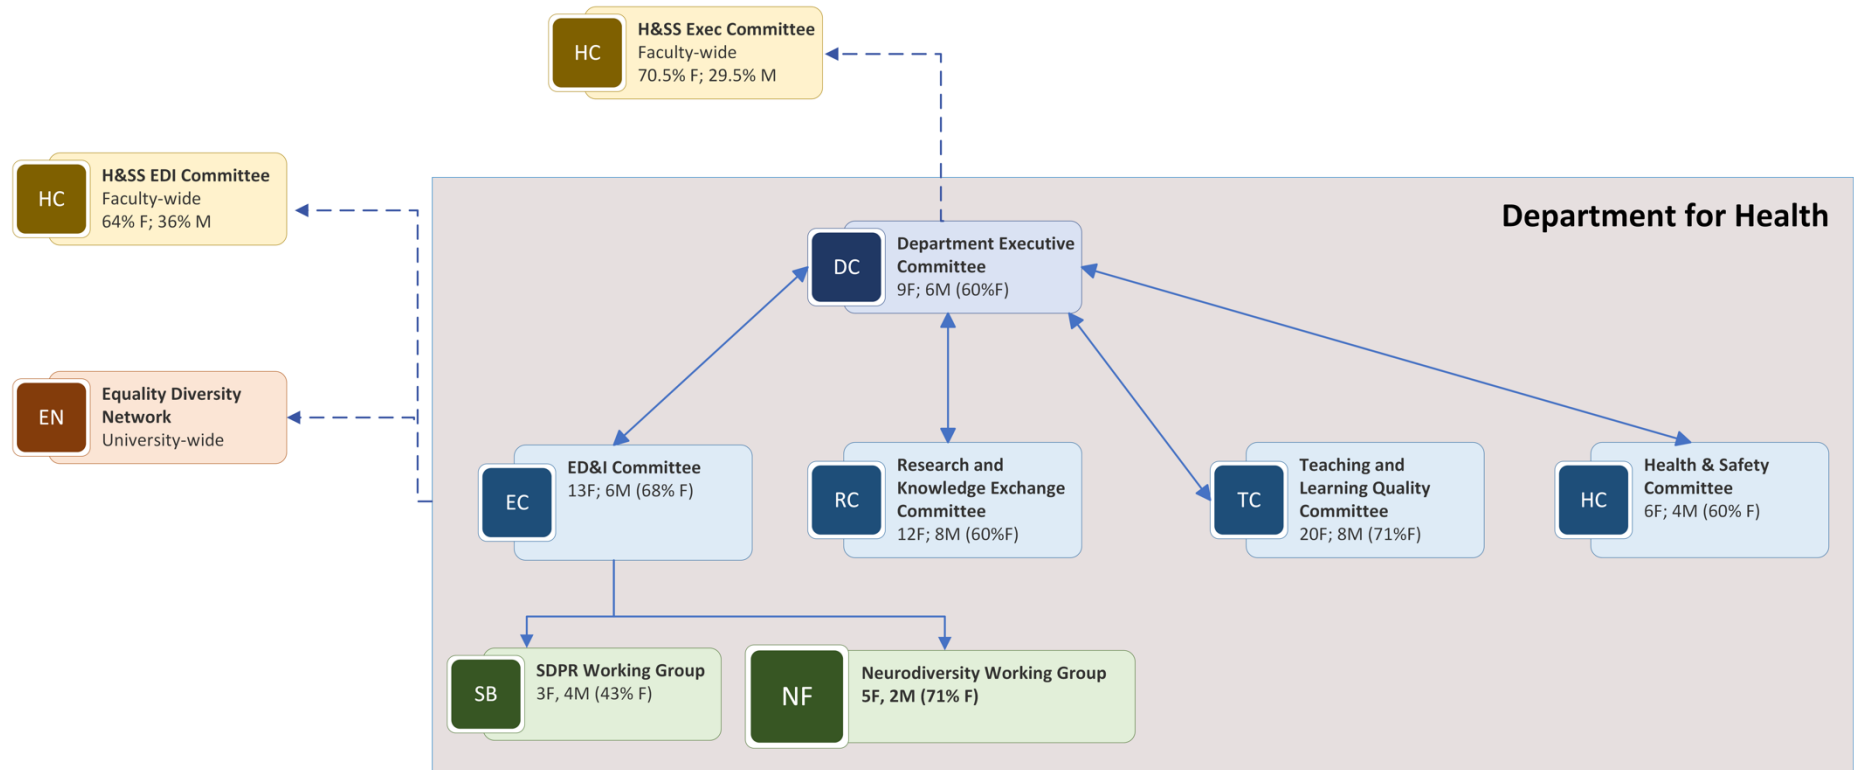 HC
H&SS Exec Committee
Faculty-wide
70.5% F; 29.5% M
HC
H&SS EDI Committee
Faculty-wide
64% F; 36% M
Department for Health
DC
Department Executive
Committee
9F; 6M (60%F)
EN
Equality Diversity
Network
University-wide
EC
ED&I Committee
13F; 6M (68% F)
RC
Research and
Knowledge Exchange
Committee
12F; 8M (60%F)
TC
Teaching and
Learning Quality
Committee
20F; 8M (71%F)
HC
Health & Safety
Committee
6F; 4M (60% F)
SB
SDPR Working Group
3F, 4M (43% F)
NF
Neurodiversity Working Group
5F, 2M (71% F)